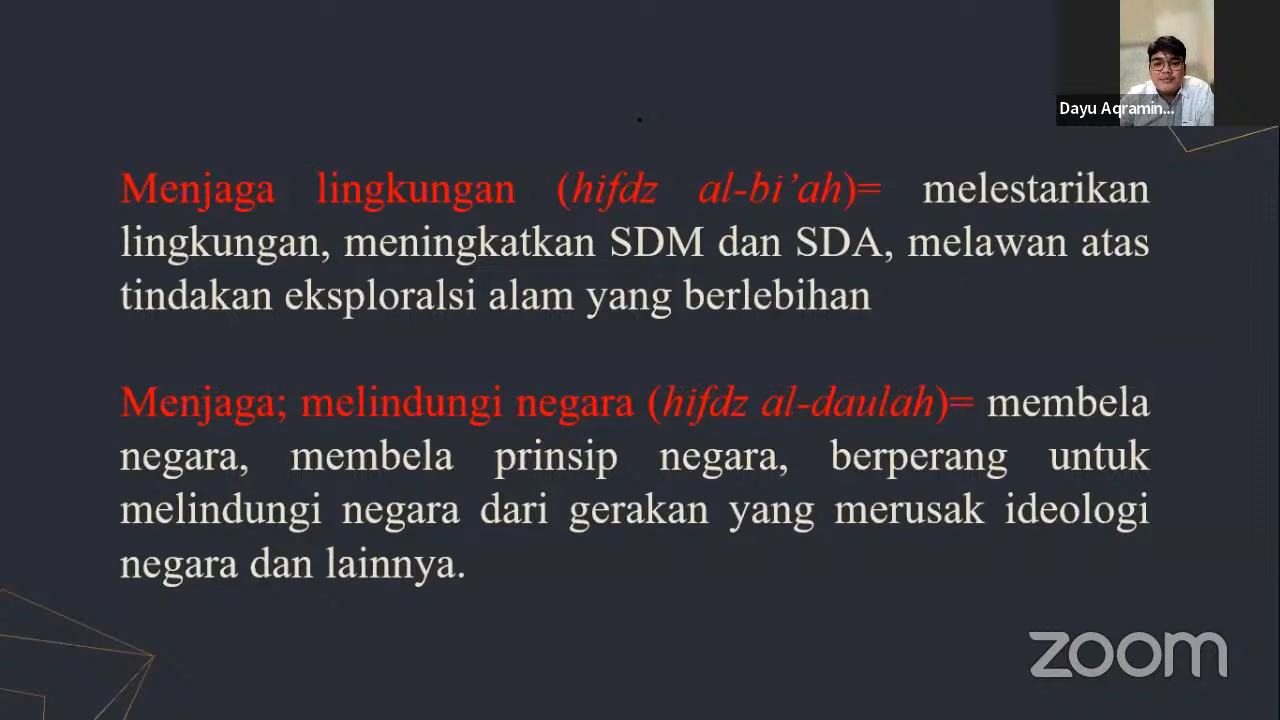 Dayu Aqramin...
Menjaga lingkungan (hifdz al-bi’ah)= melestarikan
lingkungan, meningkatkan SDM dan SDA, melawan atas
tindakan eksploralsi alam yang berlebihan
Menjaga; melindungi negara (hifdz al-daulah)= membela
negara, membela prinsip negara, berperang untuk
melindungi negara dari gerakan yang merusak ideologi
negara dan lainnya.
zoom